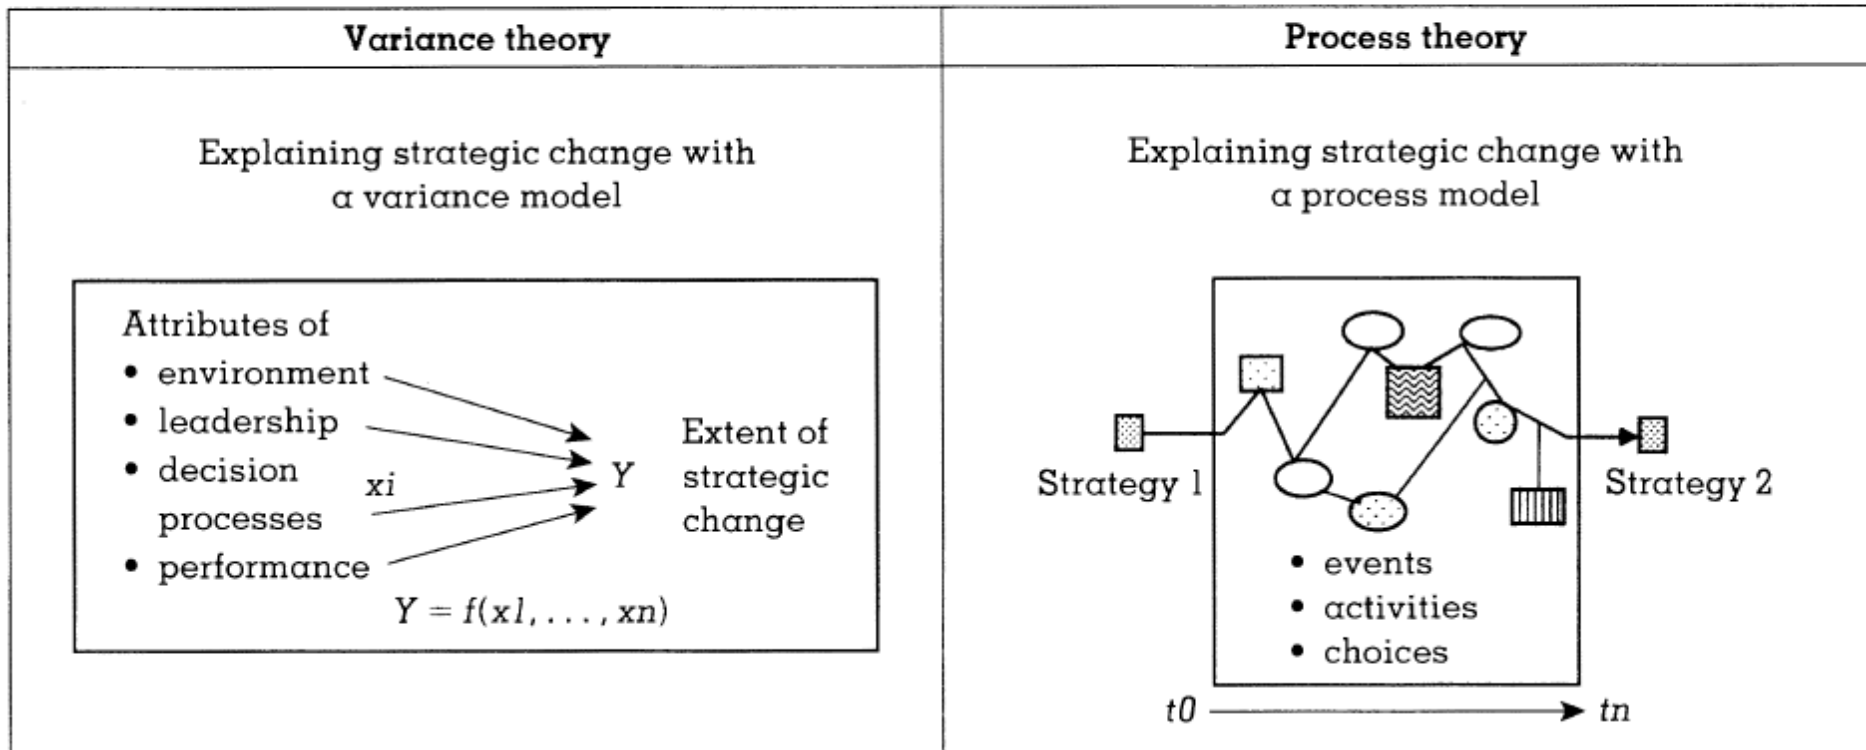 Variance theory
Explaining strategic change with
a variance model
Attributes of
• environment
• leadership
• decision
processes
• performance
xi
Y
Extent of
strategic
change
Y = f(x1, . . . , xn)
Process theory
Explaining strategic change with
a process model
Strategy 1
Strategy 2
• events
• activities
• choices
t0
tn